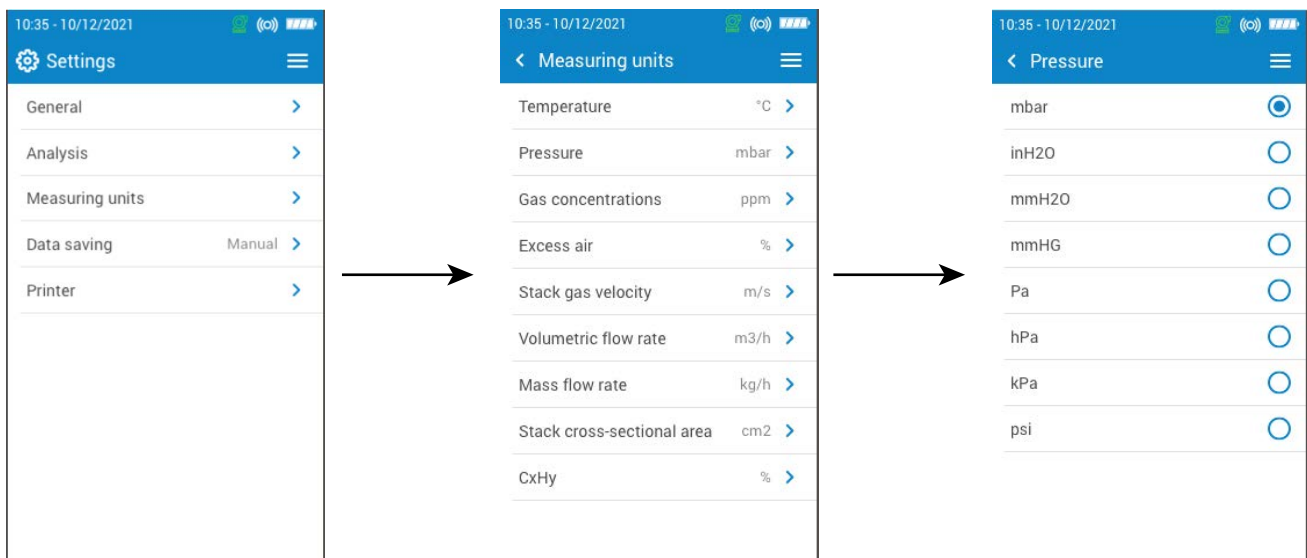 10:35 - 10/12/2021
Settings
General
Analysis
Measuring units
Data saving Manual
Printer
10:35 - 10/12/2021
Measuring units
Temperature °C
Pressure mbar
Gas concentrations ppm
Excess air %
Stack gas velocity m/s
Volumetric flow rate m3/h
Mass flow rate kg/h
Stack cross-sectional area cm2
CxHy %
10:35 - 10/12/2021
Pressure
mbar
inH2O
mmH2O
mmHG
Pa
hPa
kPa
psi